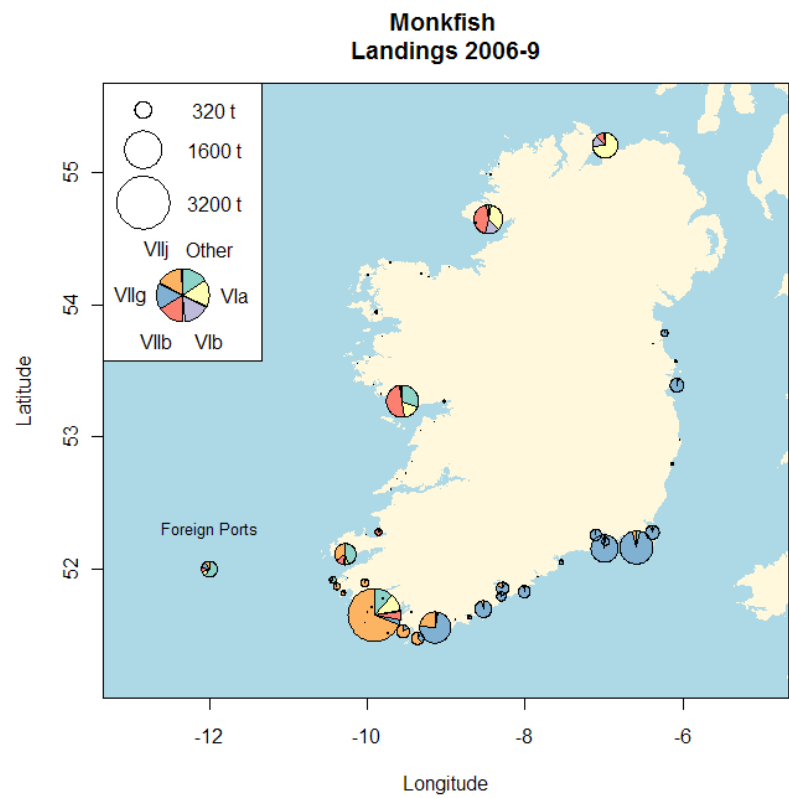 Monkfish
Landings 2006-9
320 t
1600 t
3200 t
VIIj Other
VIIg VIa
VIIb VIb
Foreign Ports
55
54
53
52
Latitude
-12 -10 -8 -6
Longitude